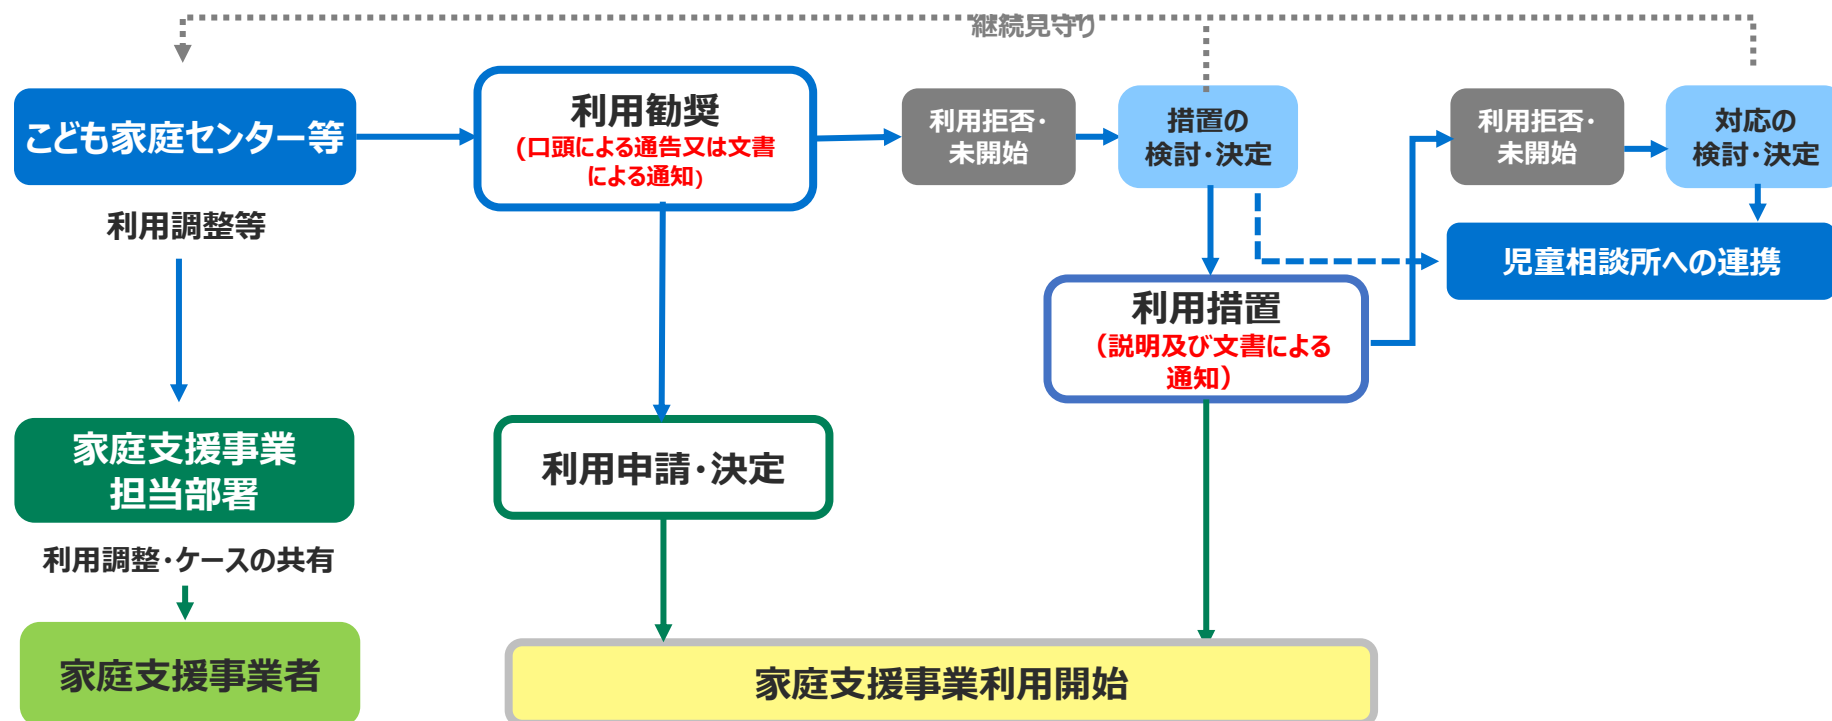 継続見守り
こども家庭センター等
利用勧奨
(口頭による通告又は文書
による通知)
利用拒否・
未開始
措置の
検討・決定
利用拒否・
未開始
対応の
検討・決定
利用調整等
児童相談所への連携
利用措置
（説明及び文書による
通知）
家庭支援事業
担当部署
利用申請・決定
利用調整・ケースの共有
家庭支援事業者
家庭支援事業利用開始